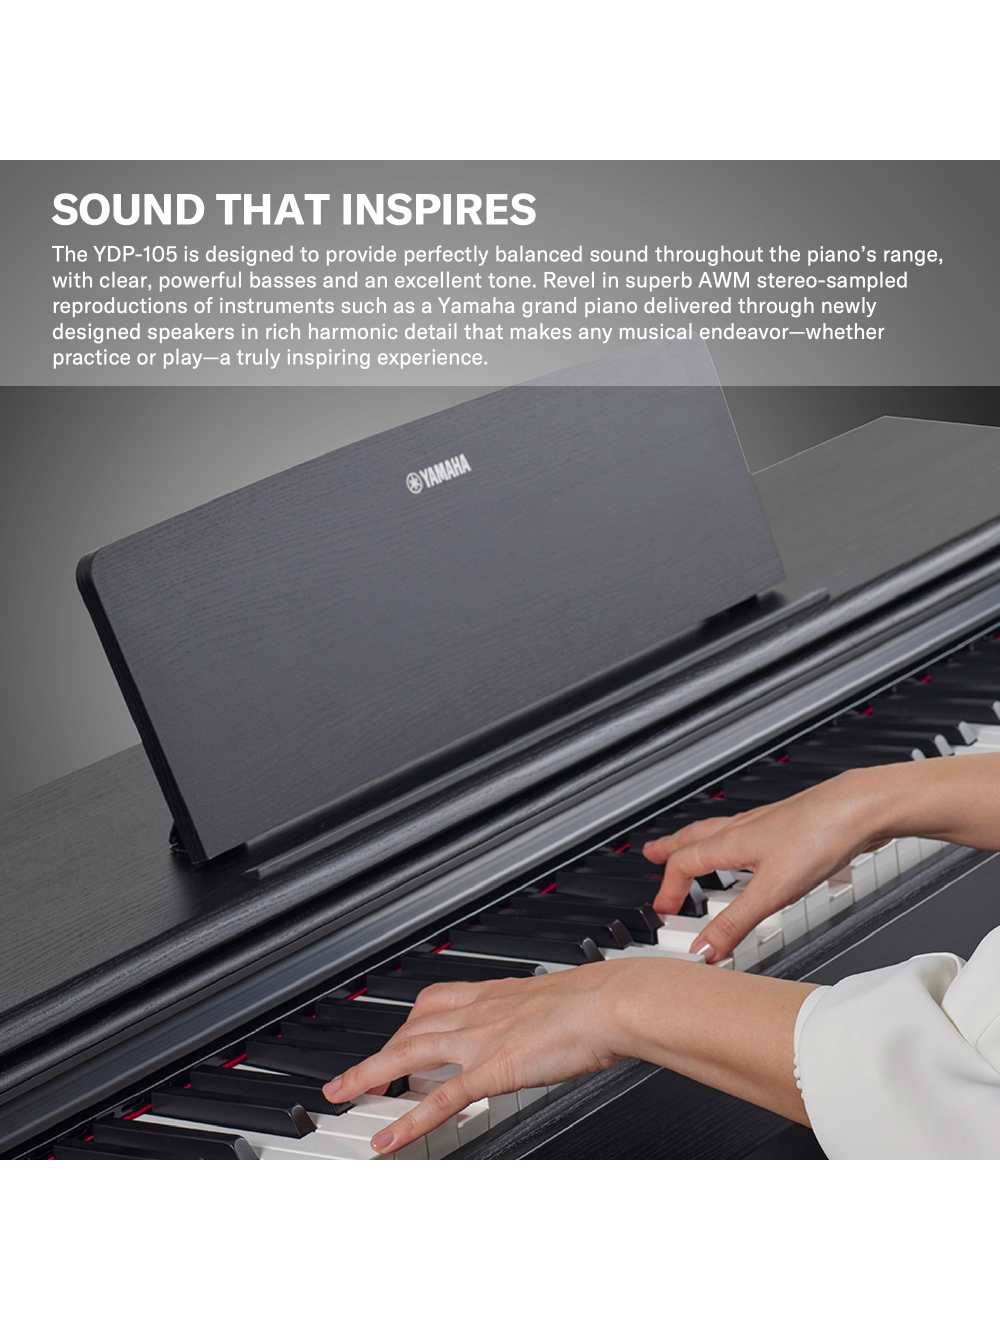 SOUND THAT INSPIRES
The YDP-105 is designed to provide perfectly balanced sound throughout the piano’s range,
with clear, powerful basses and an excellent tone. Revel in superb AWM stereo-sampled
reproductions of instruments such as a Yamaha grand piano delivered through newly
designed speakers in rich harmonic detail that makes any musical endeavor—whether
practice or play—a truly inspiring experience.
YAMAHA